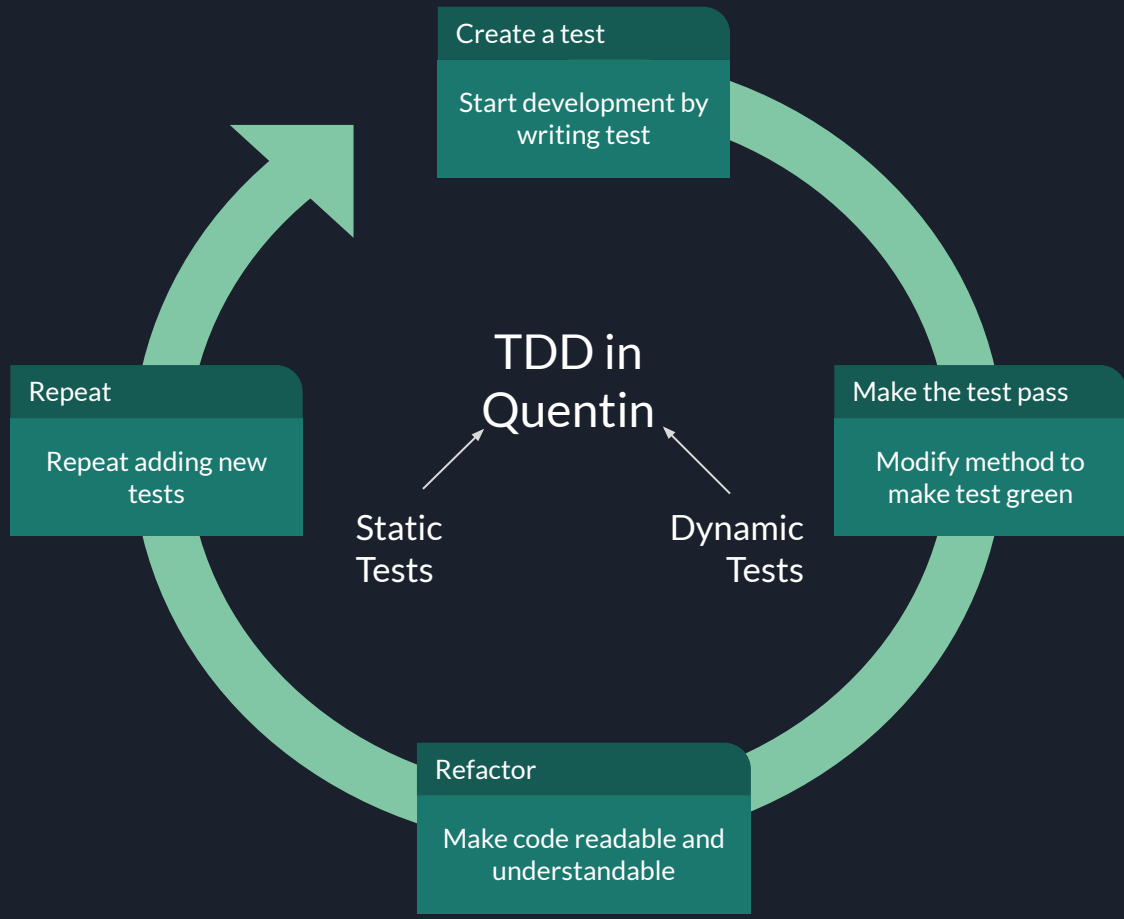 Create a test
Start development by
writing test
TDD in
Quentin
Repeat
Repeat adding new
tests
Make the test pass
Modify method to
make test green
Static
Tests
Dynamic
Tests
Refactor
Make code readable and
understandable